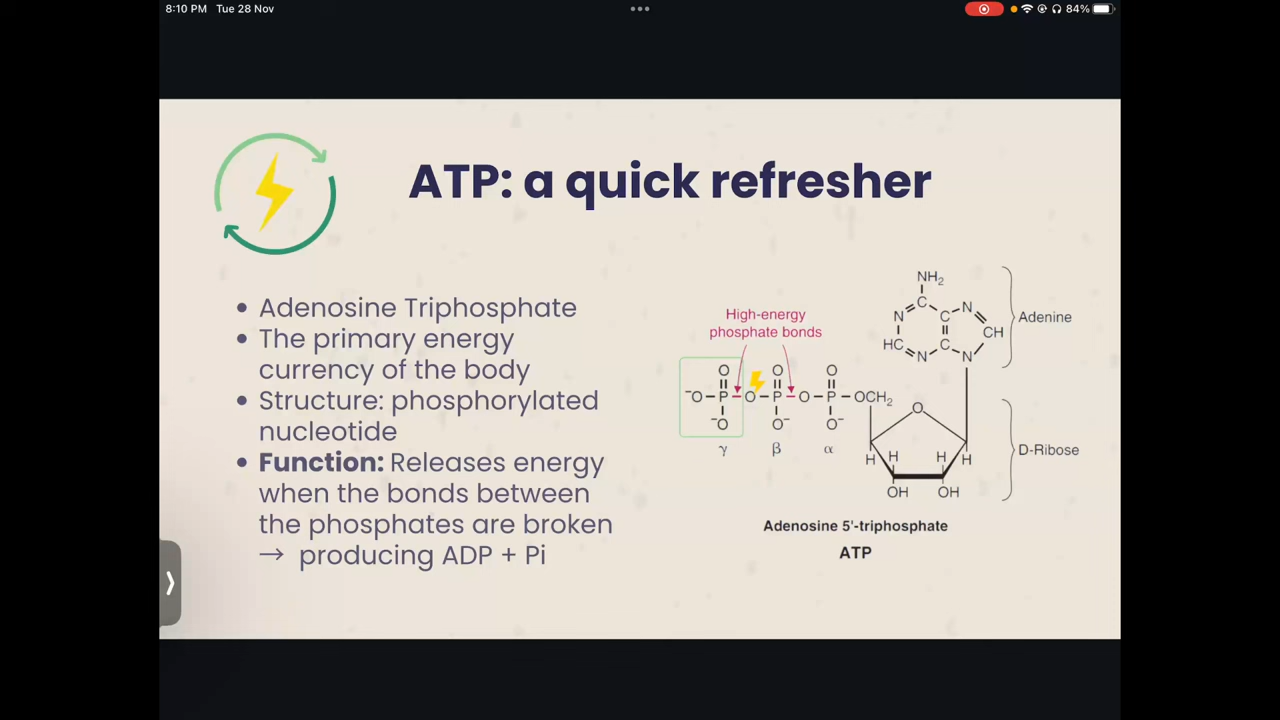 8:10 PM Tue 28 Nov
84%
ATP: a quick refresher
• Adenosine Triphosphate
• The primary energy
currency of the body
• Structure: phosphorylated
nucleotide
• Function: Releases energy
when the bonds between
the phosphates are broken
→ producing ADP + Pi
High-energy
phosphate bonds
NH₂
C
N
N
C
CH
HC
C
N
N
Adenine
O
O
O
⁻O
P
O
P
O
P
OCH₂
⁻O
O⁻
O⁻
γ
β
α
O
H
H
H
H
OH
OH
D-Ribose
Adenosine 5'-triphosphate
ATP